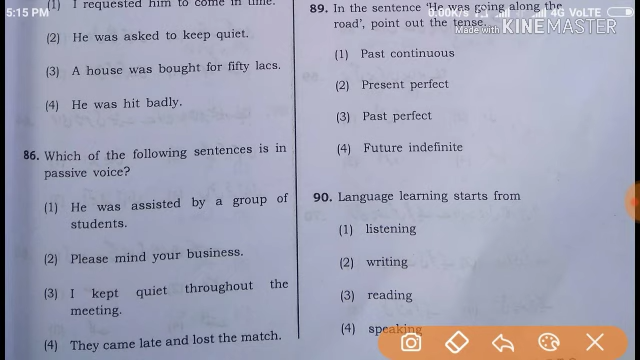 5:15 PM
0.00K/s
4G VoLTE
Made with KINEMASTER
(1) I requested him to come in time.
(2) He was asked to keep quiet.
(3) A house was bought for fifty lacs.
(4) He was hit badly.
86. Which of the following sentences is in
passive voice?
(1) He was assisted by a group of
students.
(2) Please mind your business.
(3) I kept quiet throughout the
meeting.
(4) They came late and lost the match.
89. In the sentence 'He was going along the
road', point out the tense.
(1) Past continuous
(2) Present perfect
(3) Past perfect
(4) Future indefinite
90. Language learning starts from
(1) listening
(2) writing
(3) reading
(4) speaking